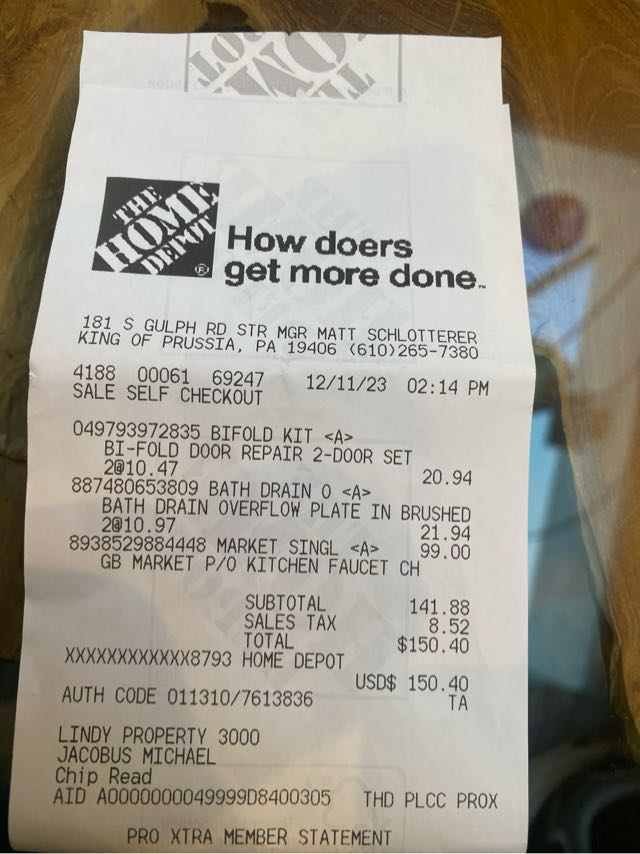 THE
HOME
DEPOT
®
How doers
get more done™
181 S GULPH RD STR MGR MATT SCHLOTTERER
KING OF PRUSSIA, PA 19406 (610)265-7380
4188 00061 69247 12/11/23 02:14 PM
SALE SELF CHECKOUT
049793972835 BIFOLD KIT <A>
BI-FOLD DOOR REPAIR 2-DOOR SET
2@10.47 20.94
887480653809 BATH DRAIN O <A>
BATH DRAIN OVERFLOW PLATE IN BRUSHED
2@10.97 21.94
8938529884448 MARKET SINGL <A> 99.00
GB MARKET P/O KITCHEN FAUCET CH
SUBTOTAL 141.88
SALES TAX 8.52
TOTAL $150.40
XXXXXXXXXXXX8793 HOME DEPOT
USD$ 150.40
AUTH CODE 011310/7613836 TA
LINDY PROPERTY 3000
JACOBUS MICHAEL
Chip Read
AID A0000000049999D8400305 THD PLCC PROX
PRO XTRA MEMBER STATEMENT